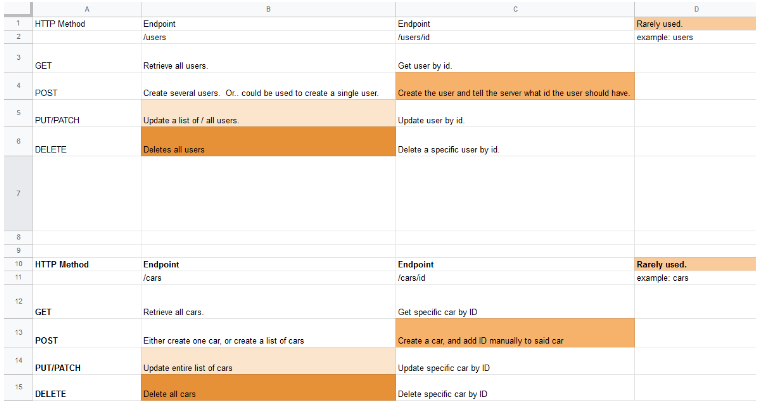 A B C D
1 HTTP Method Endpoint Endpoint Rarely used.
2 /users /users/id example: users
3 GET Retrieve all users. Get user by id.
4 POST Create several users. Or.. could be used to create a single user. Create the user and tell the server what id the user should have.
5 PUT/PATCH Update a list of / all users. Update user by id.
6 DELETE Deletes all users Delete a specific user by id.
7
8
9
10 HTTP Method Endpoint Endpoint Rarely used.
11 /cars /cars/id example: cars
12 GET Retrieve all cars. Get specific car by ID
13 POST Either create one car, or create a list of cars Create a car, and add ID manually to said car
14 PUT/PATCH Update entire list of cars Update specific car by ID
15 DELETE Delete all cars Delete specific car by ID